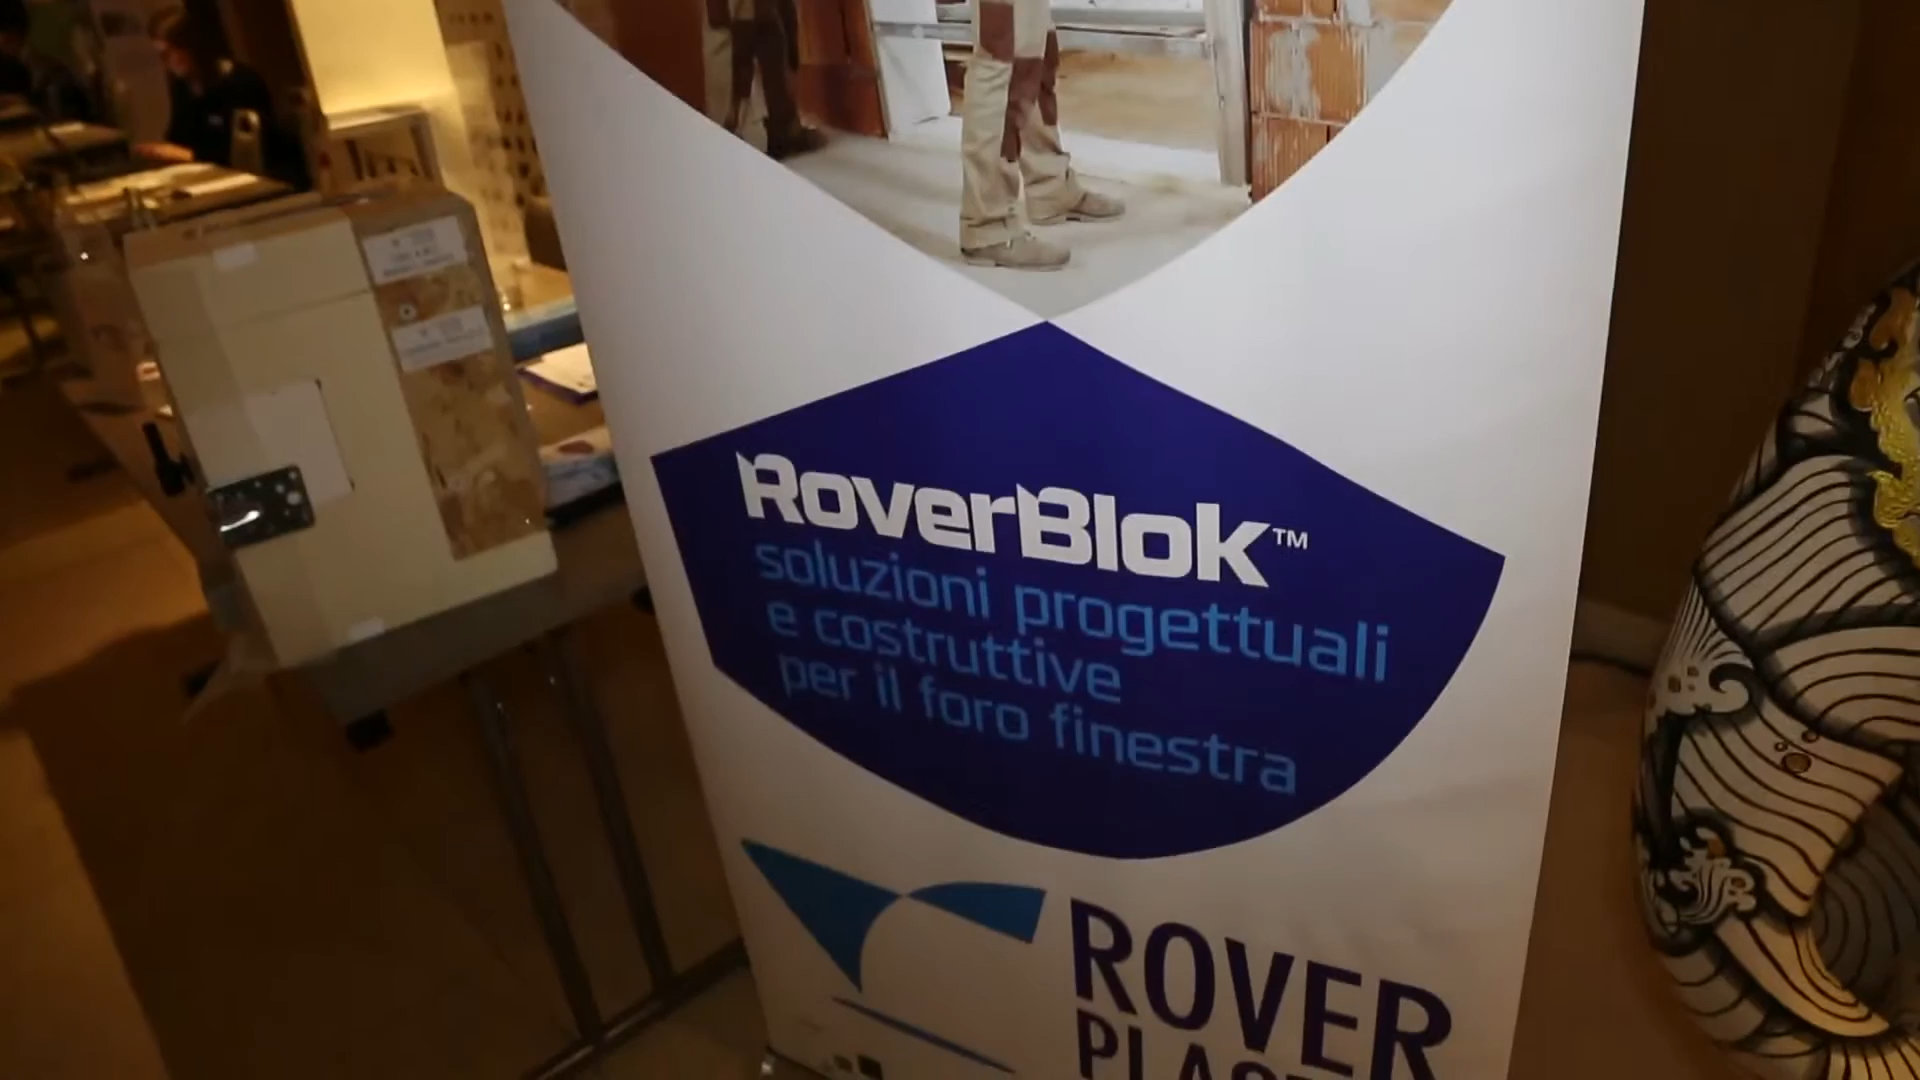 RoverBlok™
soluzioni progettuali
e costruttive
per il foro finestra
ROVER